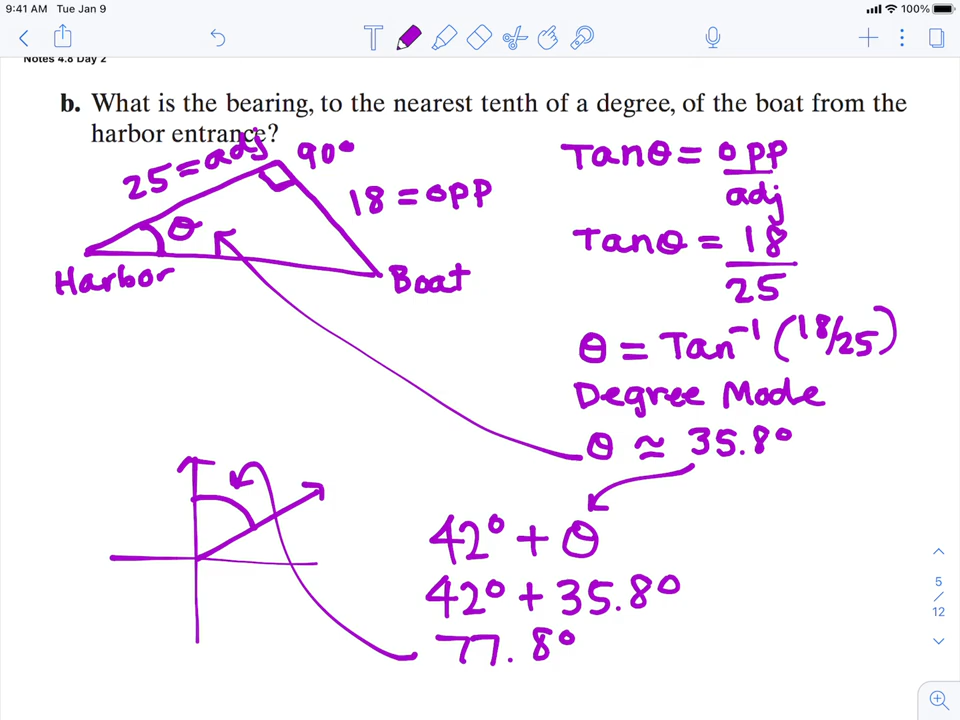 9:41 AM Tue Jan 9
100%
Notes 4.8 Day 2
b. What is the bearing, to the nearest tenth of a degree, of the boat from the
harbor entrance?
25 = adj
90°
18 = opp
θ
Harbor
Boat
Tanθ = opp
adj
Tanθ = 18
25
θ = Tan⁻¹ (18/25)
Degree Mode
θ ≈ 35.8°
42° + θ
42° + 35.8°
77.8°
5
/
12